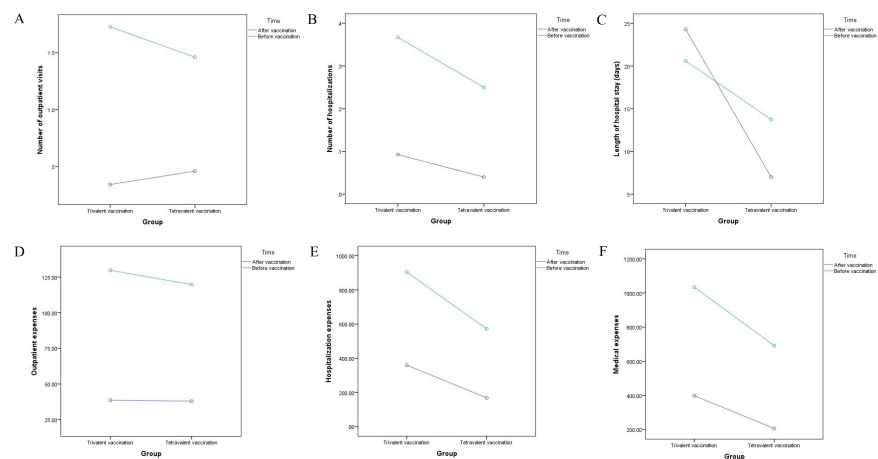 A
Time
After vaccination
Before vaccination
Number of outpatient visits
1.5
1.0
.5
Trivalent vaccination
Tetravalent vaccination
Group
B
Time
After vaccination
Before vaccination
Number of hospitalizations
.4
.3
.2
.1
.0
Trivalent vaccination
Tetravalent vaccination
Group
C
Time
After vaccination
Before vaccination
Length of hospital stay (days)
25
20
15
10
5
Trivalent vaccination
Tetravalent vaccination
Group
D
Time
After vaccination
Before vaccination
Outpatient expenses
125.00
100.00
75.00
50.00
25.00
Trivalent vaccination
Tetravalent vaccination
Group
E
Time
After vaccination
Before vaccination
Hospitalization expenses
1000.00
800.00
600.00
400.00
200.00
.00
Trivalent vaccination
Tetravalent vaccination
Group
F
Time
After vaccination
Before vaccination
Medical expenses
1200.00
1000.00
800.00
600.00
400.00
200.00
Trivalent vaccination
Tetravalent vaccination
Group